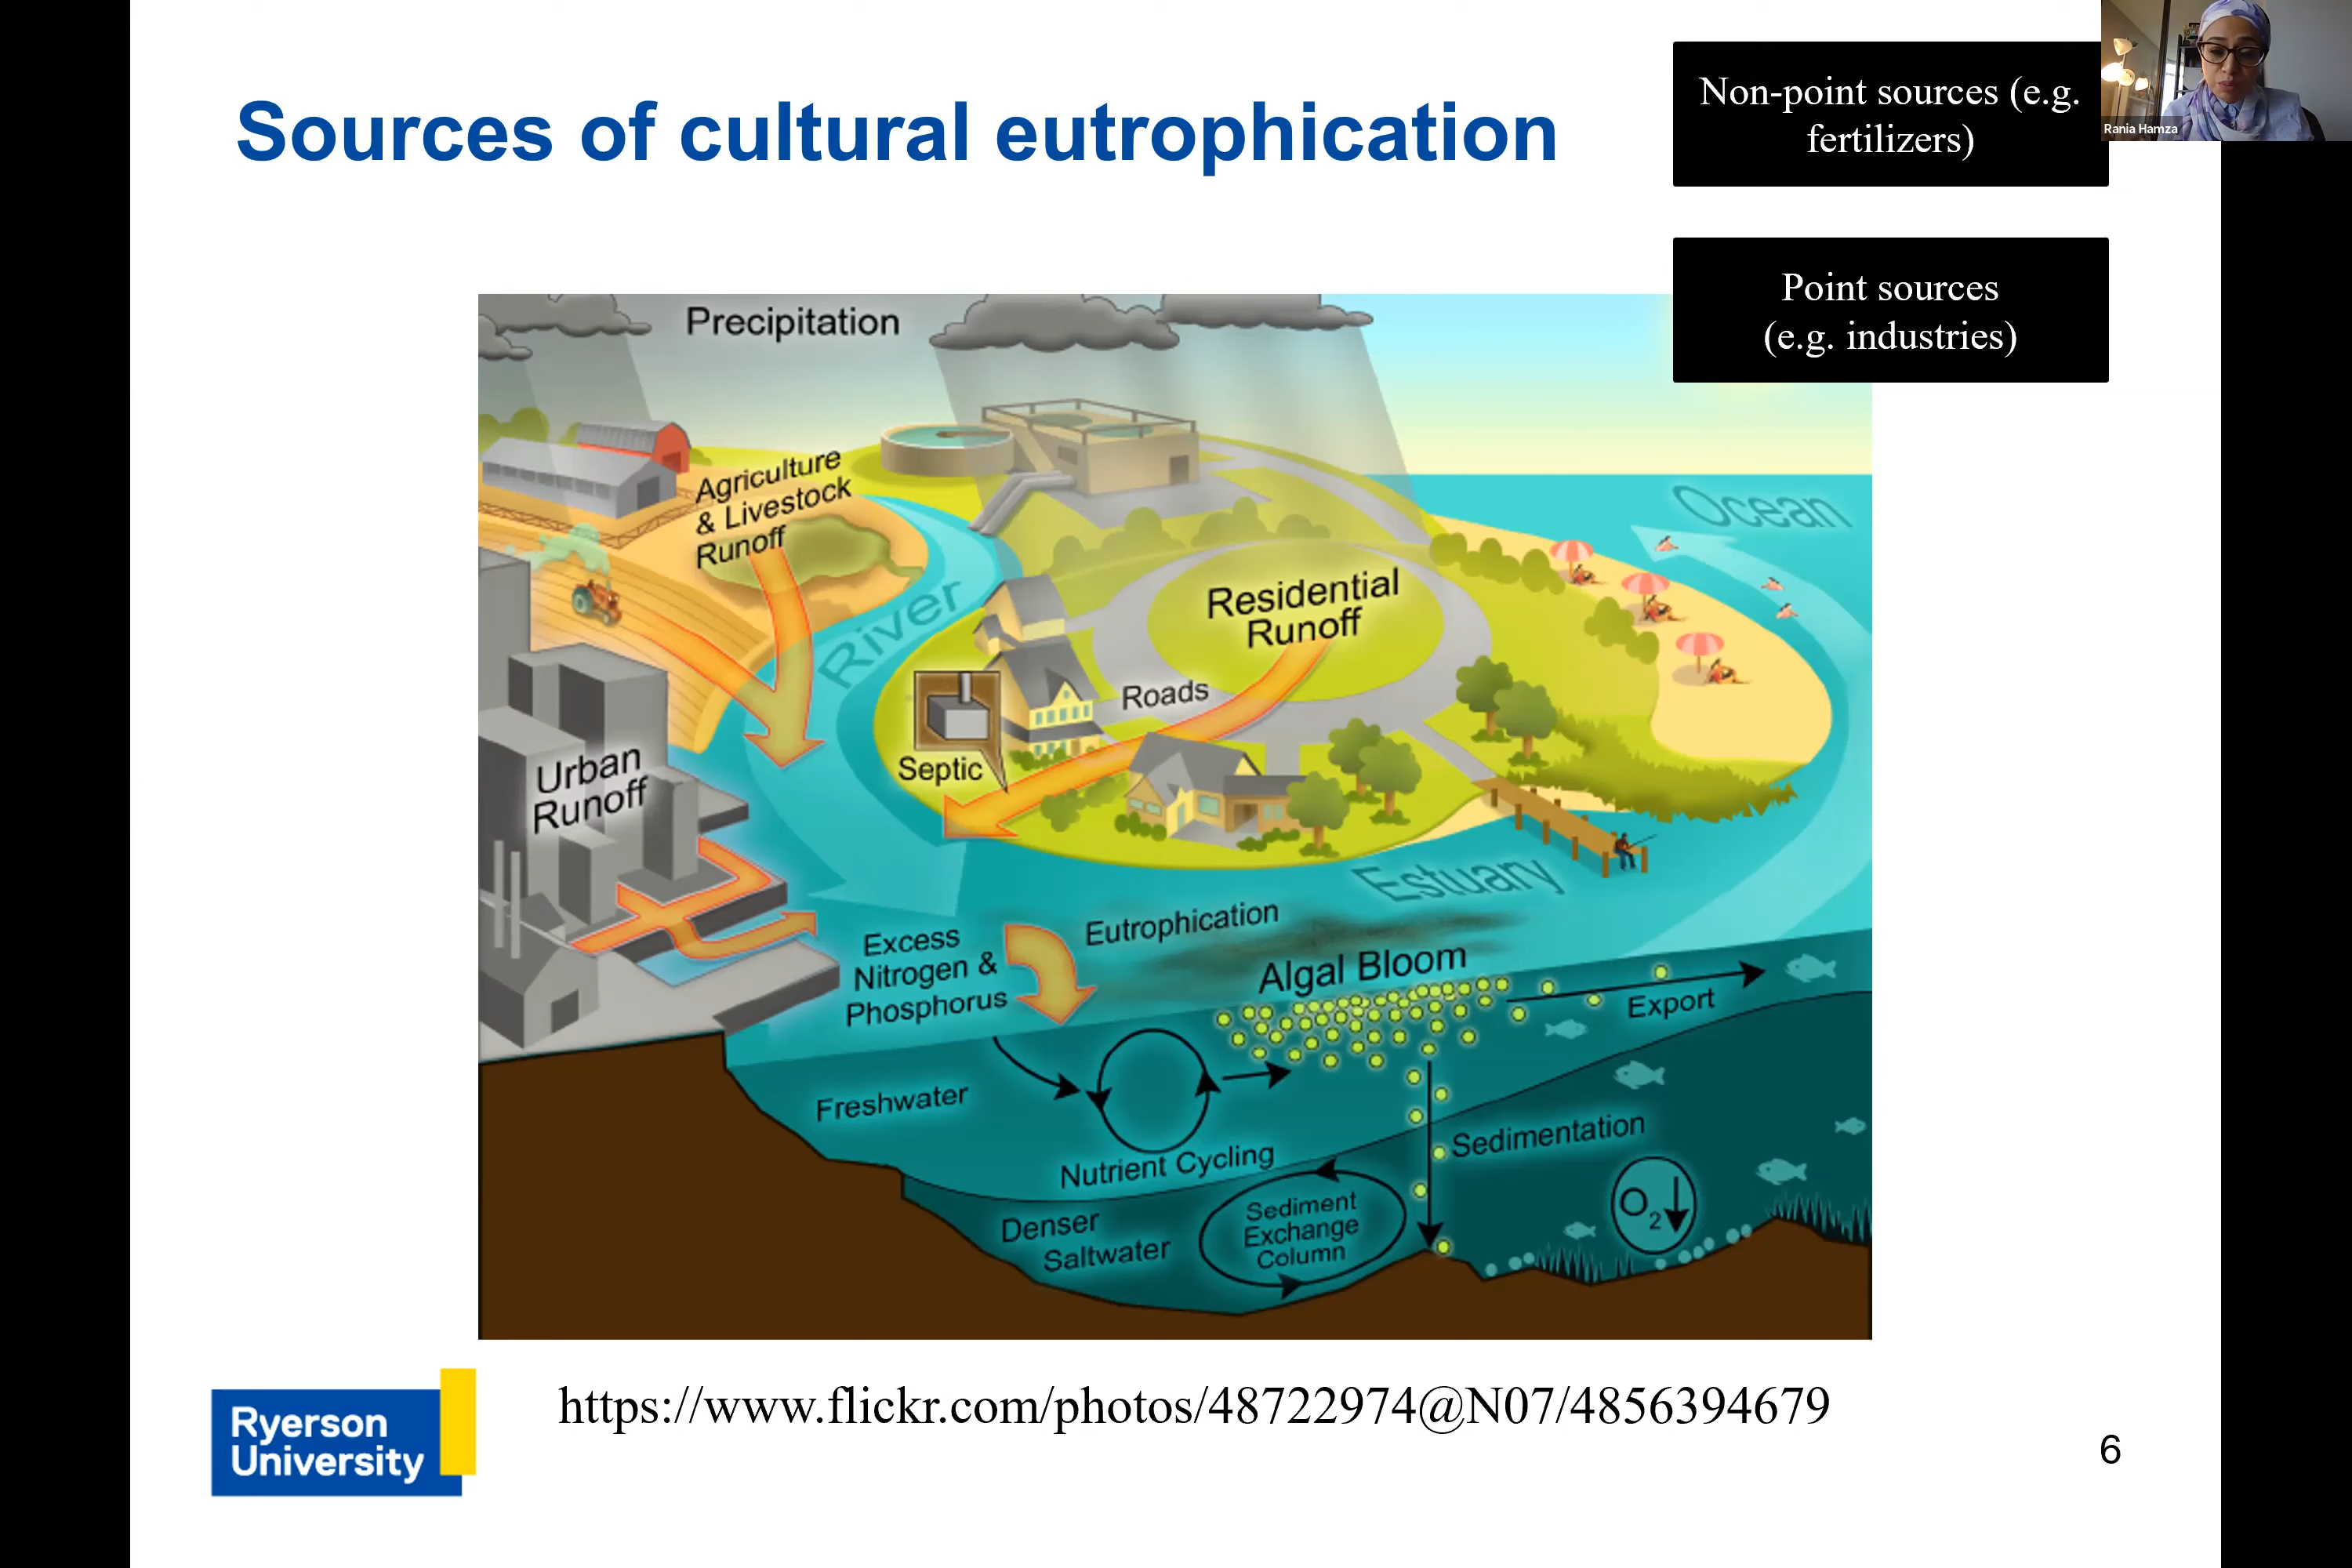 Sources of cultural eutrophication
Non-point sources (e.g.
fertilizers)
Rania Hamza
Point sources
(e.g. industries)
Precipitation
Agriculture
& Livestock
Runoff
Ocean
River
Residential
Runoff
Roads
Septic
Urban
Runoff
Estuary
Excess
Nitrogen &
Phosphorus
Eutrophication
Algal Bloom
Export
Freshwater
Nutrient Cycling
Sedimentation
Denser
Saltwater
Sediment
Exchange
Column
O2
Ryerson
University
https://www.flickr.com/photos/48722974@N07/4856394679
6